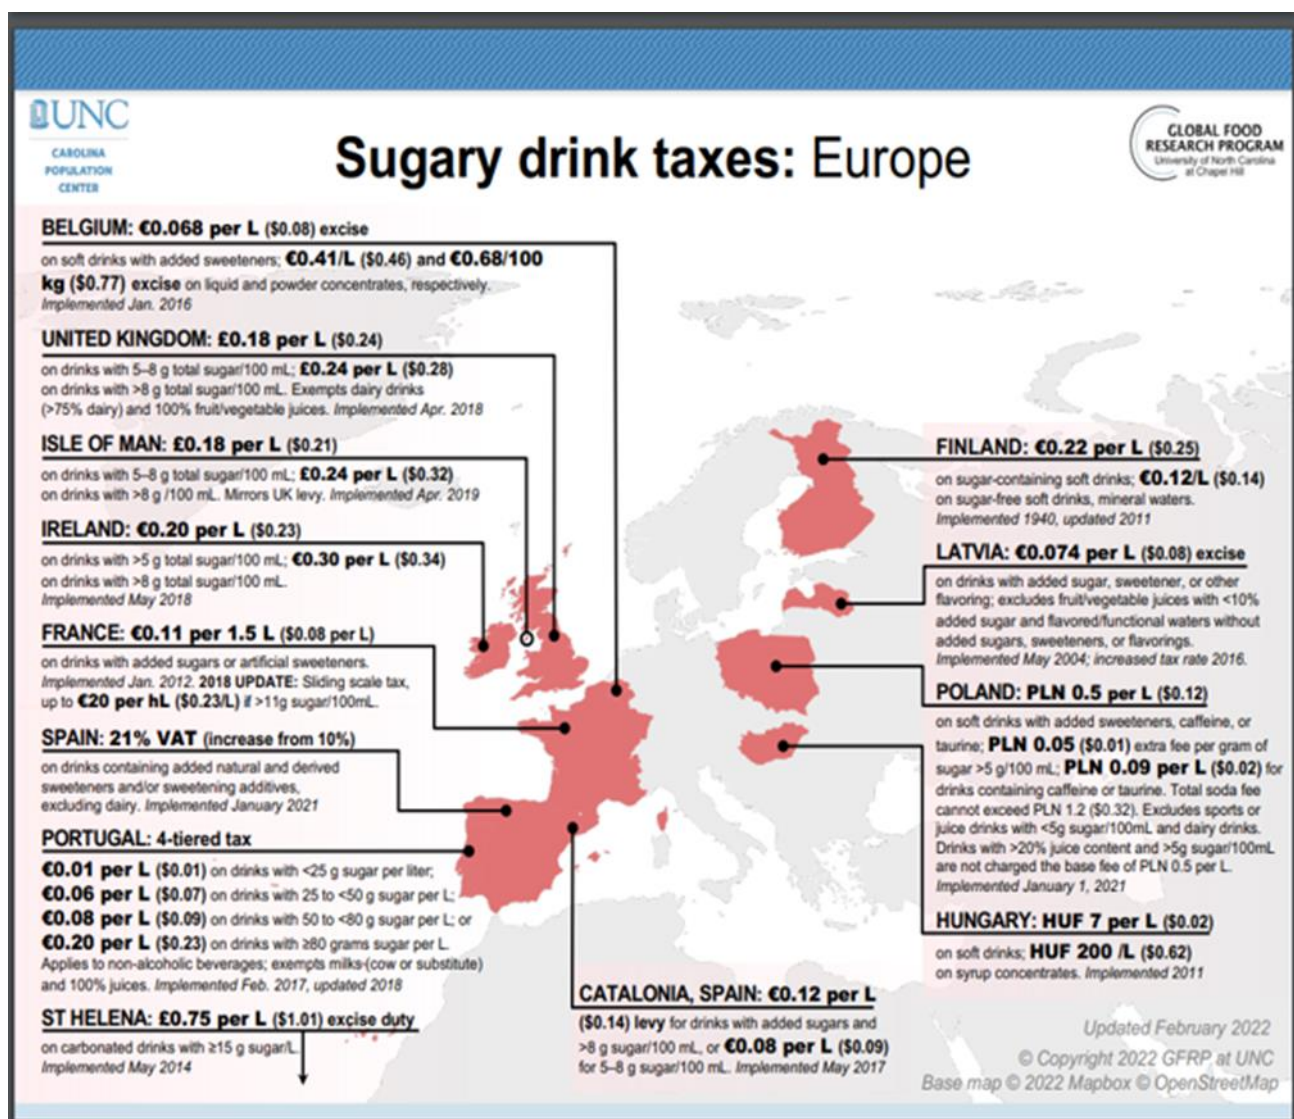 UNC
CAROLINA
POPULATION
CENTER
Sugary drink taxes: Europe
GLOBAL FOOD
RESEARCH PROGRAM
University of North Carolina
at Chapel Hill
BELGIUM: €0.068 per L ($0.08) excise
on soft drinks with added sweeteners; €0.41/L ($0.46) and €0.68/100
kg ($0.77) excise on liquid and powder concentrates, respectively.
Implemented Jan. 2016
UNITED KINGDOM: £0.18 per L ($0.24)
on drinks with 5–8 g total sugar/100 mL; £0.24 per L ($0.28)
on drinks with >8 g total sugar/100 mL. Exempts dairy drinks
(>75% dairy) and 100% fruit/vegetable juices. Implemented Apr. 2018
ISLE OF MAN: £0.18 per L ($0.21)
on drinks with 5–8 g total sugar/100 mL; £0.24 per L ($0.32)
on drinks with >8 g /100 mL. Mirrors UK levy. Implemented Apr. 2019
IRELAND: €0.20 per L ($0.23)
on drinks with >5 g total sugar/100 mL; €0.30 per L ($0.34)
on drinks with >8 g total sugar/100 mL.
Implemented May 2018
FRANCE: €0.11 per 1.5 L ($0.08 per L)
on drinks with added sugars or artificial sweeteners.
Implemented Jan. 2012. 2018 UPDATE: Sliding scale tax,
up to €20 per hL ($0.23/L) if >11g sugar/100mL.
SPAIN: 21% VAT (increase from 10%)
on drinks containing added natural and derived
sweeteners and/or sweetening additives,
excluding dairy. Implemented January 2021
PORTUGAL: 4-tiered tax
€0.01 per L ($0.01) on drinks with <25 g sugar per liter;
€0.06 per L ($0.07) on drinks with 25 to <50 g sugar per L;
€0.08 per L ($0.09) on drinks with 50 to <80 g sugar per L; or
€0.20 per L ($0.23) on drinks with ≥80 grams sugar per L.
Applies to non-alcoholic beverages; exempts milks (cow or substitute)
and 100% juices. Implemented Feb. 2017, updated 2018
ST HELENA: £0.75 per L ($1.01) excise duty
on carbonated drinks with ≥15 g sugar/L.
Implemented May 2014
CATALONIA, SPAIN: €0.12 per L
($0.14) levy for drinks with added sugars and
>8 g sugar/100 mL, or €0.08 per L ($0.09)
for 5–8 g sugar/100 mL. Implemented May 2017
FINLAND: €0.22 per L ($0.25)
on sugar-containing soft drinks; €0.12/L ($0.14)
on sugar-free soft drinks, mineral waters.
Implemented 1940, updated 2011
LATVIA: €0.074 per L ($0.08) excise
on drinks with added sugar, sweetener, or other
flavoring; excludes fruit/vegetable juices with <10%
added sugar and flavored/functional waters without
added sugars, sweeteners, or flavorings.
Implemented May 2004; increased tax rate 2016.
POLAND: PLN 0.5 per L ($0.12)
on soft drinks with added sweeteners, caffeine, or
taurine; PLN 0.05 ($0.01) extra fee per gram of
sugar >5 g/100 mL; PLN 0.09 per L ($0.02) for
drinks containing caffeine or taurine. Total soda fee
cannot exceed PLN 1.2 ($0.32). Excludes sports or
juice drinks with <5g sugar/100mL and dairy drinks.
Drinks with >20% juice content and >5g sugar/100mL
are not charged the base fee of PLN 0.5 per L.
Implemented January 1, 2021
HUNGARY: HUF 7 per L ($0.02)
on soft drinks; HUF 200 /L ($0.62)
on syrup concentrates. Implemented 2011
Updated February 2022
© Copyright 2022 GFRP at UNC
Base map © 2022 Mapbox © OpenStreetMap